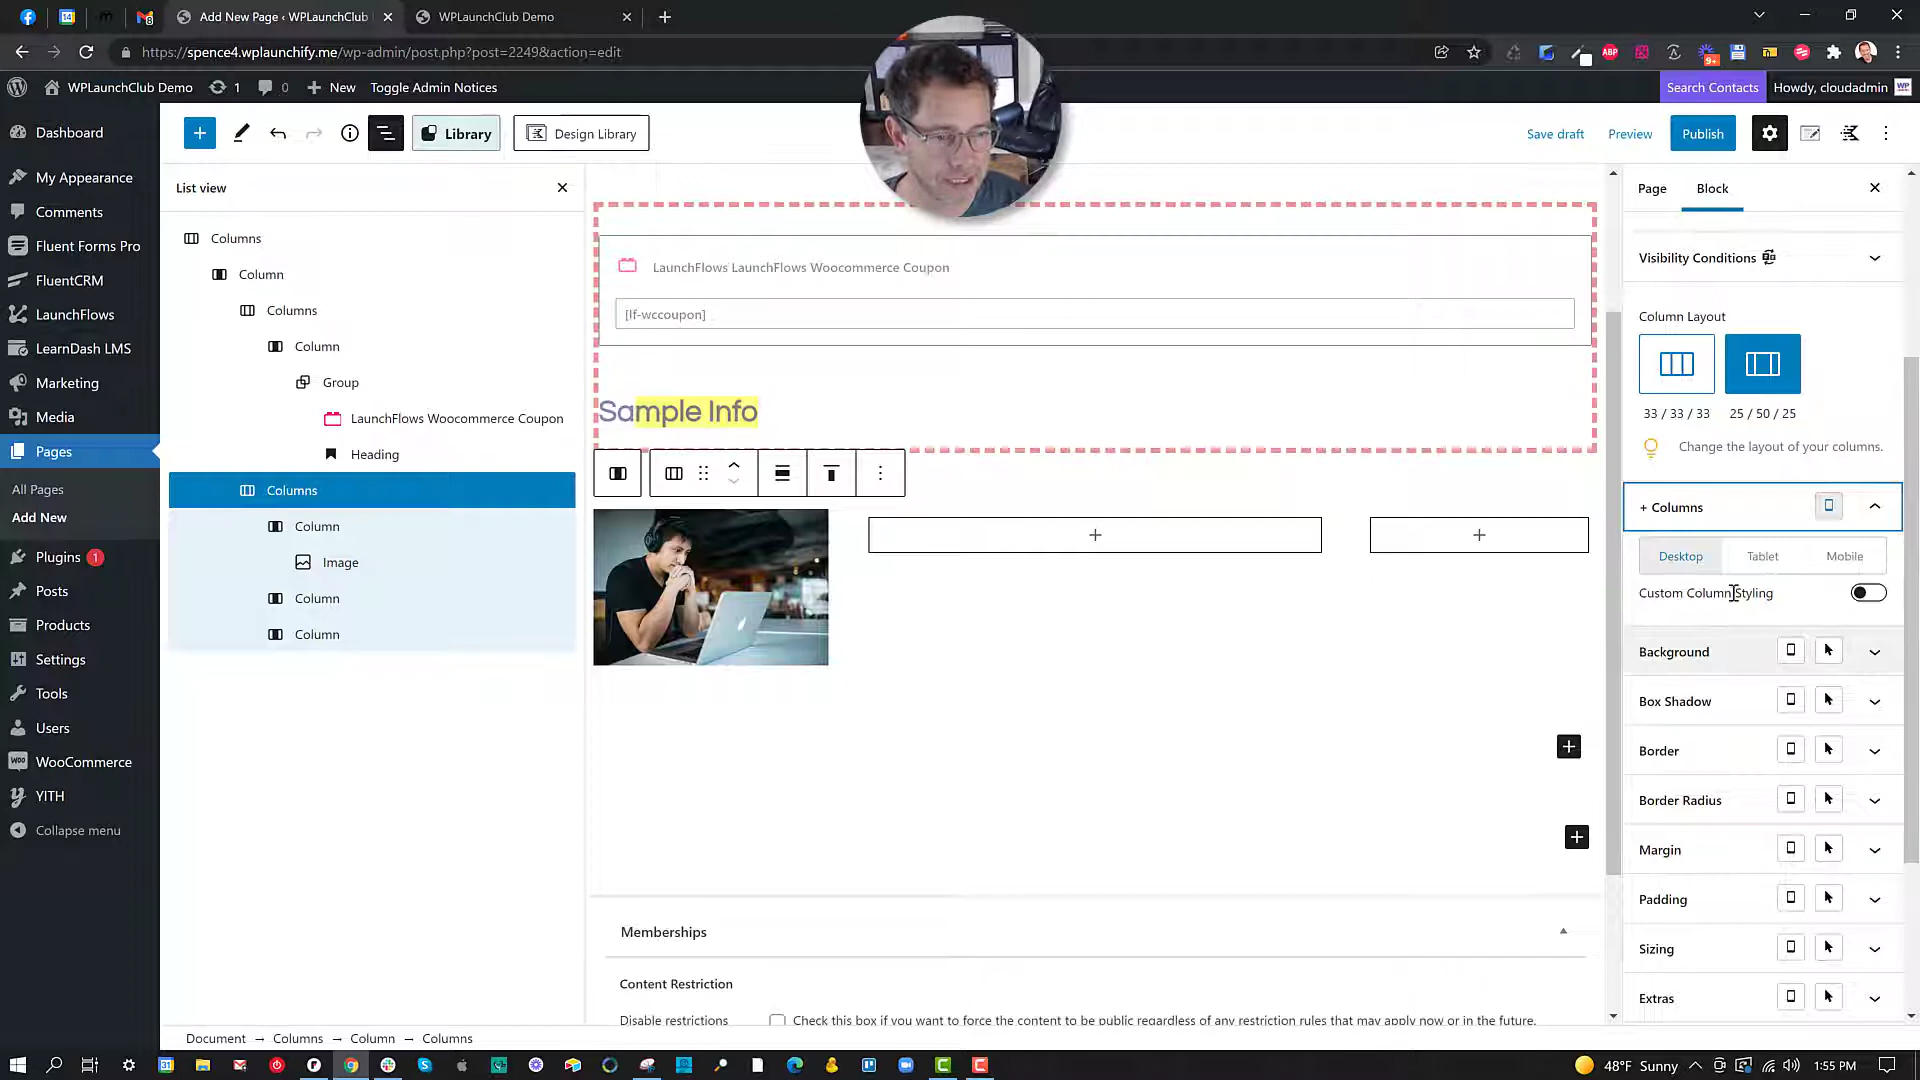 Add New Page ‹ WPLaunchClub
WPLaunchClub Demo
https://spence4.wplaunchify.me/wp-admin/post.php?post=2249&action=edit
ABP
9+
WPLaunchClub Demo
1
0
New
Toggle Admin Notices
Search Contacts
Howdy, cloudadmin
Dashboard
My Appearance
Comments
Fluent Forms Pro
FluentCRM
LaunchFlows
LearnDash LMS
Marketing
Media
Pages
All Pages
Add New
Plugins 1
Posts
Products
Settings
Tools
Users
WooCommerce
YITH
Collapse menu
Library
Design Library
Save draft
Preview
Publish
List view
Columns
Column
Columns
Column
Group
LaunchFlows Woocommerce Coupon
Heading
Columns
Column
Image
Column
Column
LaunchFlows LaunchFlows Woocommerce Coupon
[lf-wccoupon]
Sample Info
Memberships
Content Restriction
Disable restrictions
Check this box if you want to force the content to be public regardless of any restriction rules that may apply now or in the future.
Page
Block
Visibility Conditions
Column Layout
33 / 33 / 33
25 / 50 / 25
Change the layout of your columns.
+ Columns
Desktop
Tablet
Mobile
Custom Column Styling
Background
Box Shadow
Border
Border Radius
Margin
Padding
Sizing
Extras
Document → Columns → Column → Columns
48°F Sunny
1:55 PM